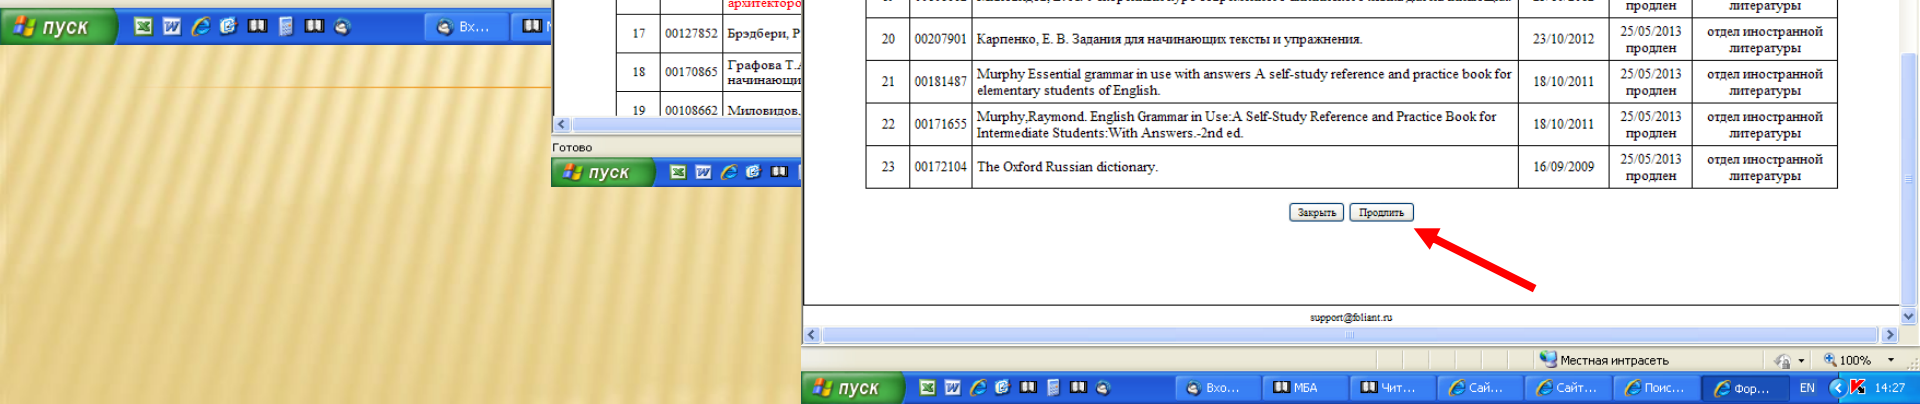 пуск
Вх...
архитекторо
17 00127852 Брэдбери, Р
18 00170865 Графова Т.А
начинающи
19 00108662 Миловидов,
Готово
пуск
продлен литературы
20 00207901 Карпенко, Е. В. Задания для начинающих тексты и упражнения. 23/10/2012 25/05/2013 продлен отдел иностранной литературы
21 00181487 Murphy Essential grammar in use with answers A self-study reference and practice book for
elementary students of English. 18/10/2011 25/05/2013 продлен отдел иностранной литературы
22 00171655 Murphy,Raymond. English Grammar in Use:A Self-Study Reference and Practice Book for
Intermediate Students:With Answers.-2nd ed. 18/10/2011 25/05/2013 продлен отдел иностранной литературы
23 00172104 The Oxford Russian dictionary. 16/09/2009 25/05/2013 продлен отдел иностранной литературы
Закрыть Продлить
support@foliant.ru
Местная интрасеть 100%
пуск Вхо... МБА Чит... Сай... Сайт... Поис... Фор... EN 14:27